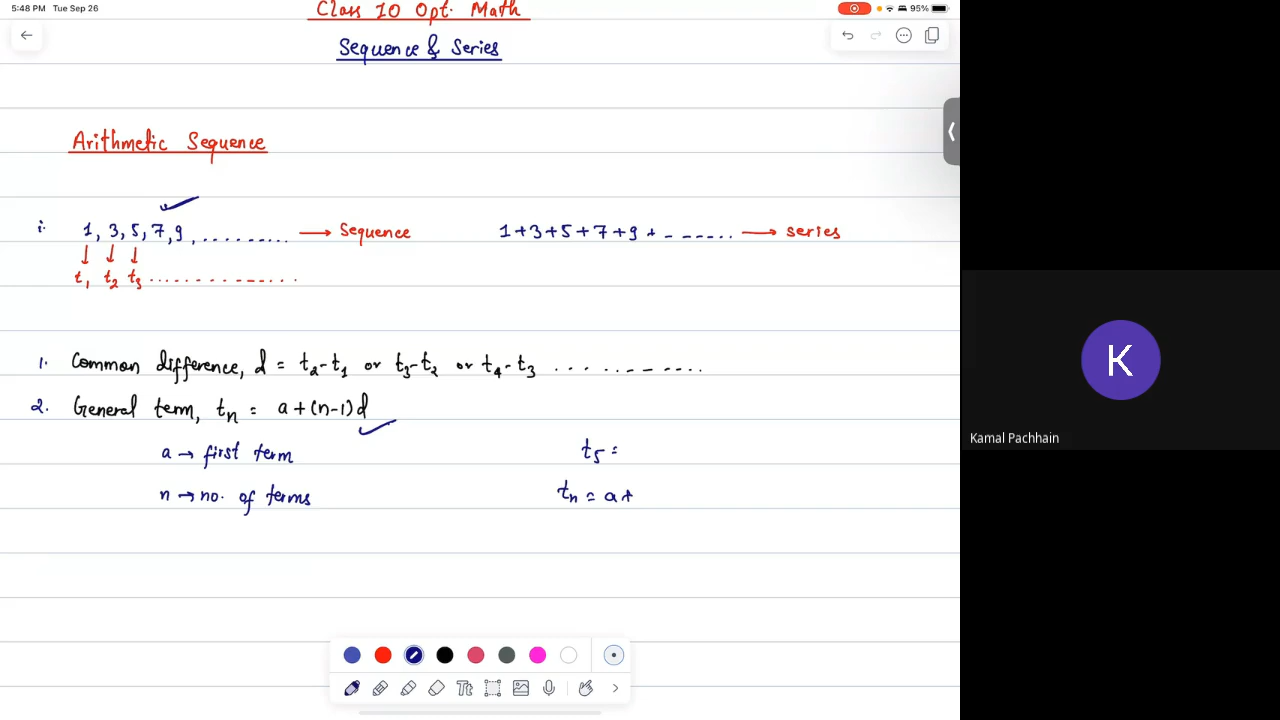 5:48 PM Tue Sep 26
95%
Class 10 Opt. Math
Sequence & Series
Arithmetic Sequence
i. 1, 3, 5, 7, 9, .......... → Sequence
1+3+5+7+9+ - ------.. → series
t1 t2 t3 ....................
1. Common difference, d = t2-t1 or t3-t2 or t4-t3 ..............
2. General term, tn = a+(n-1)d
a → first term
t5 =
n → no. of terms
tn = a+
Tt
K
Kamal Pachhain